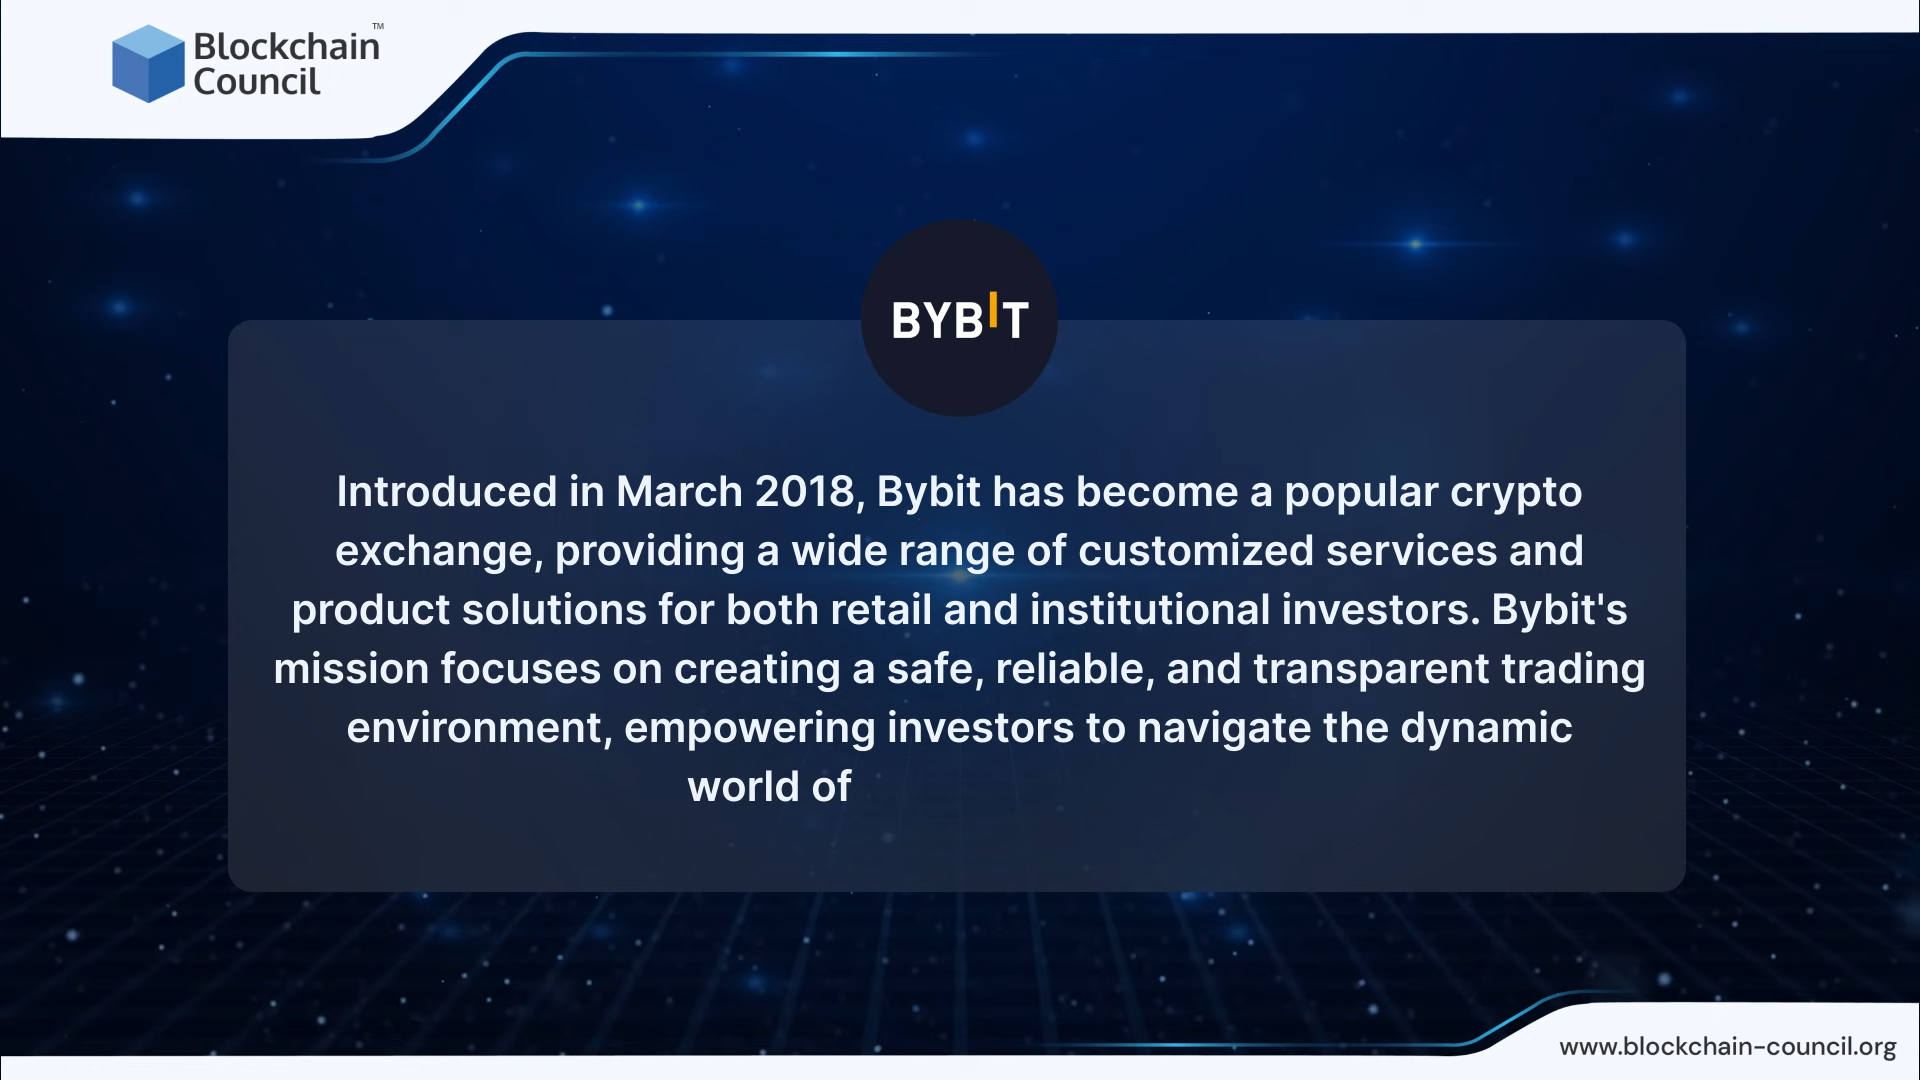 Blockchain™
Council
BYBIT
Introduced in March 2018, Bybit has become a popular crypto
exchange, providing a wide range of customized services and
product solutions for both retail and institutional investors. Bybit's
mission focuses on creating a safe, reliable, and transparent trading
environment, empowering investors to navigate the dynamic
world of
www.blockchain-council.org